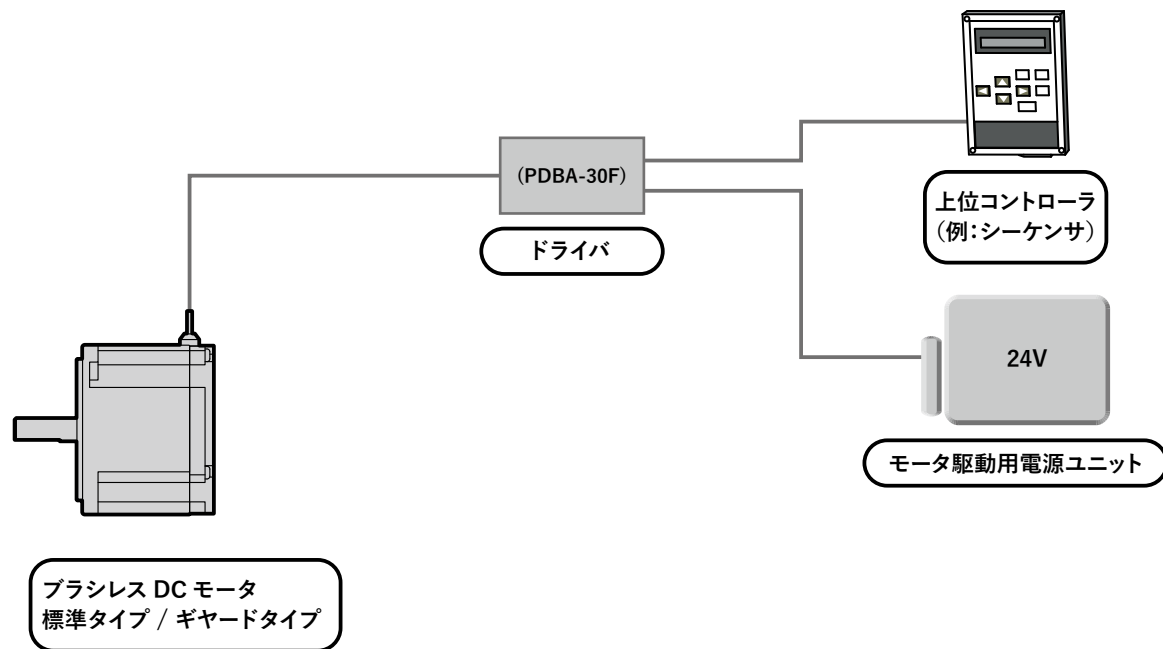 (PDBA-30F)
ドライバ
上位コントローラ
（例：シーケンサ）
24V
モータ駆動用電源ユニット
ブラシレス DC モータ
標準タイプ / ギヤードタイプ